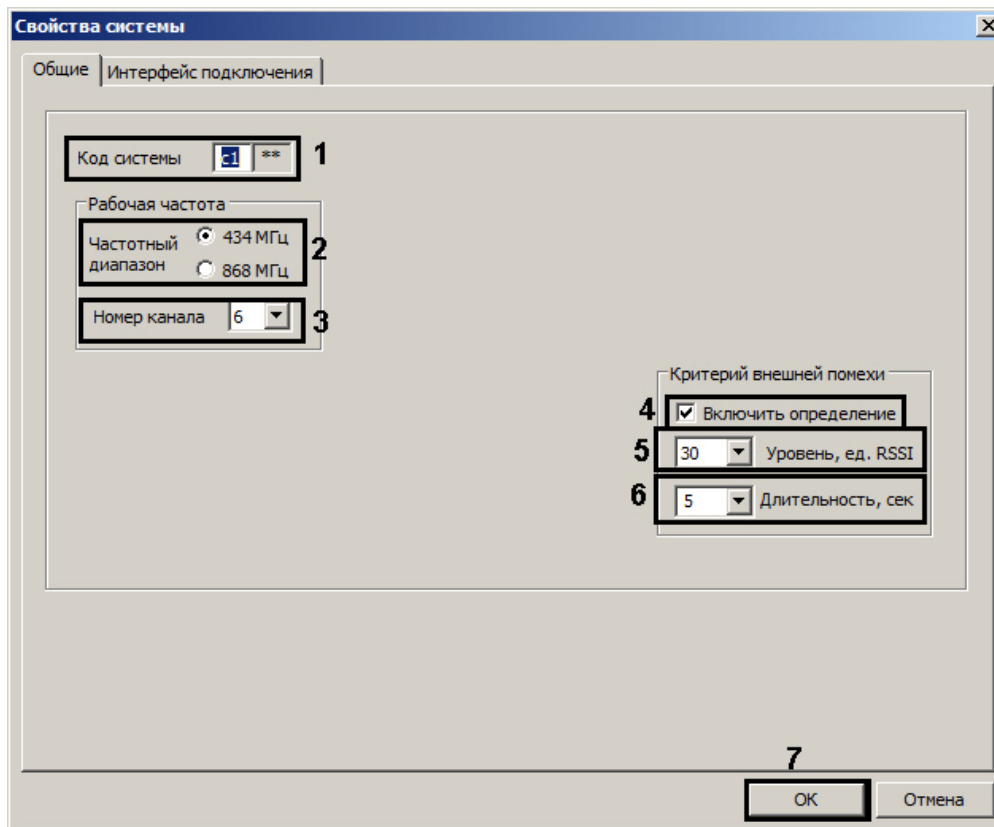 Свойства системы
Общие
Интерфейс подключения
Код системы c1 ** 1
Рабочая частота
Частотный диапазон
434 МГц
868 МГц
2
Номер канала 6 3
Критерий внешней помехи
4 Включить определение
5 30 Уровень, ед. RSSI
6 5 Длительность, сек
7
OK Отмена